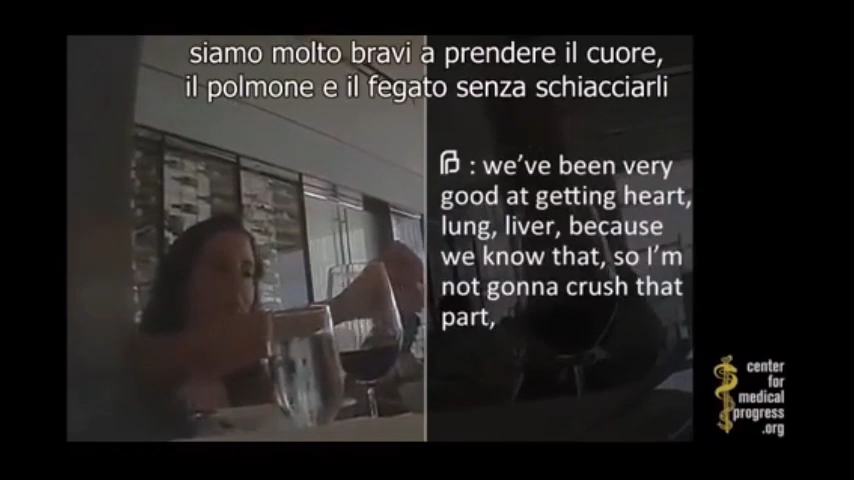 siamo molto bravi a prendere il cuore,
il polmone e il fegato senza schiacciarli
: we've been very
good at getting heart,
lung, liver, because
we know that, so I'm
not gonna crush that
part,
center
for
medical
progress
.org